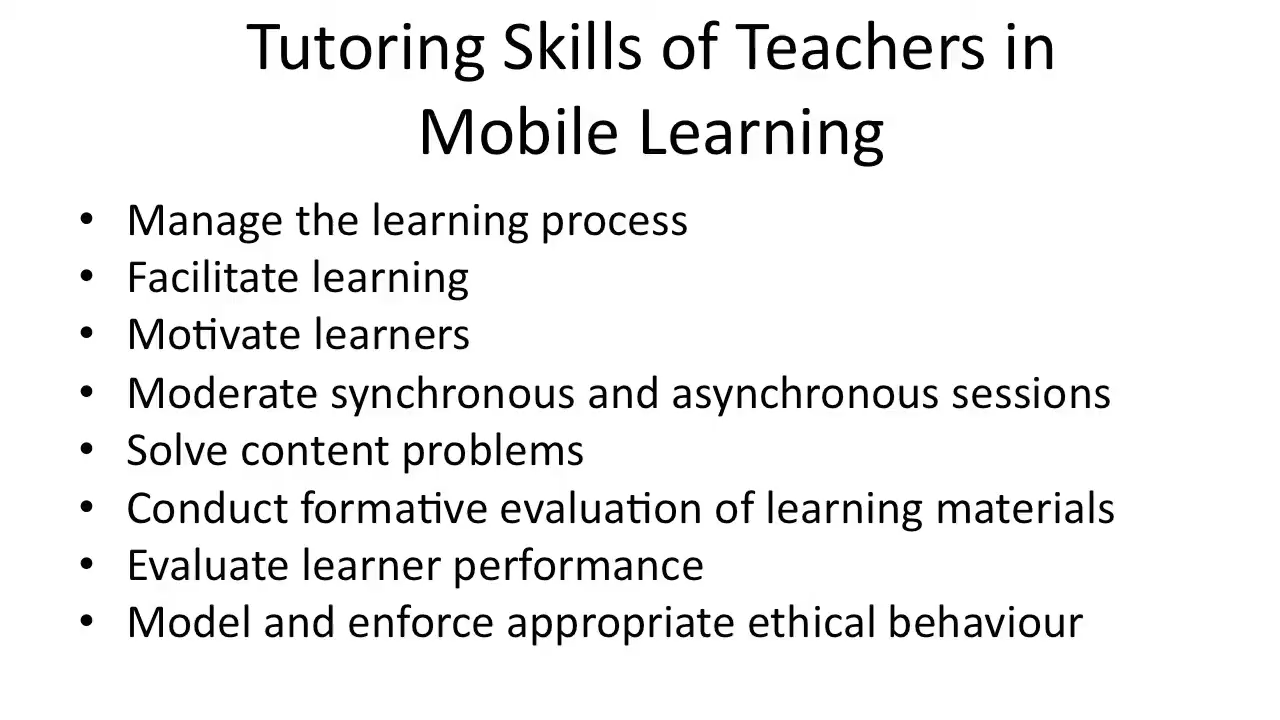 Tutoring Skills of Teachers in
Mobile Learning
• Manage the learning process
• Facilitate learning
• Motivate learners
• Moderate synchronous and asynchronous sessions
• Solve content problems
• Conduct formative evaluation of learning materials
• Evaluate learner performance
• Model and enforce appropriate ethical behaviour